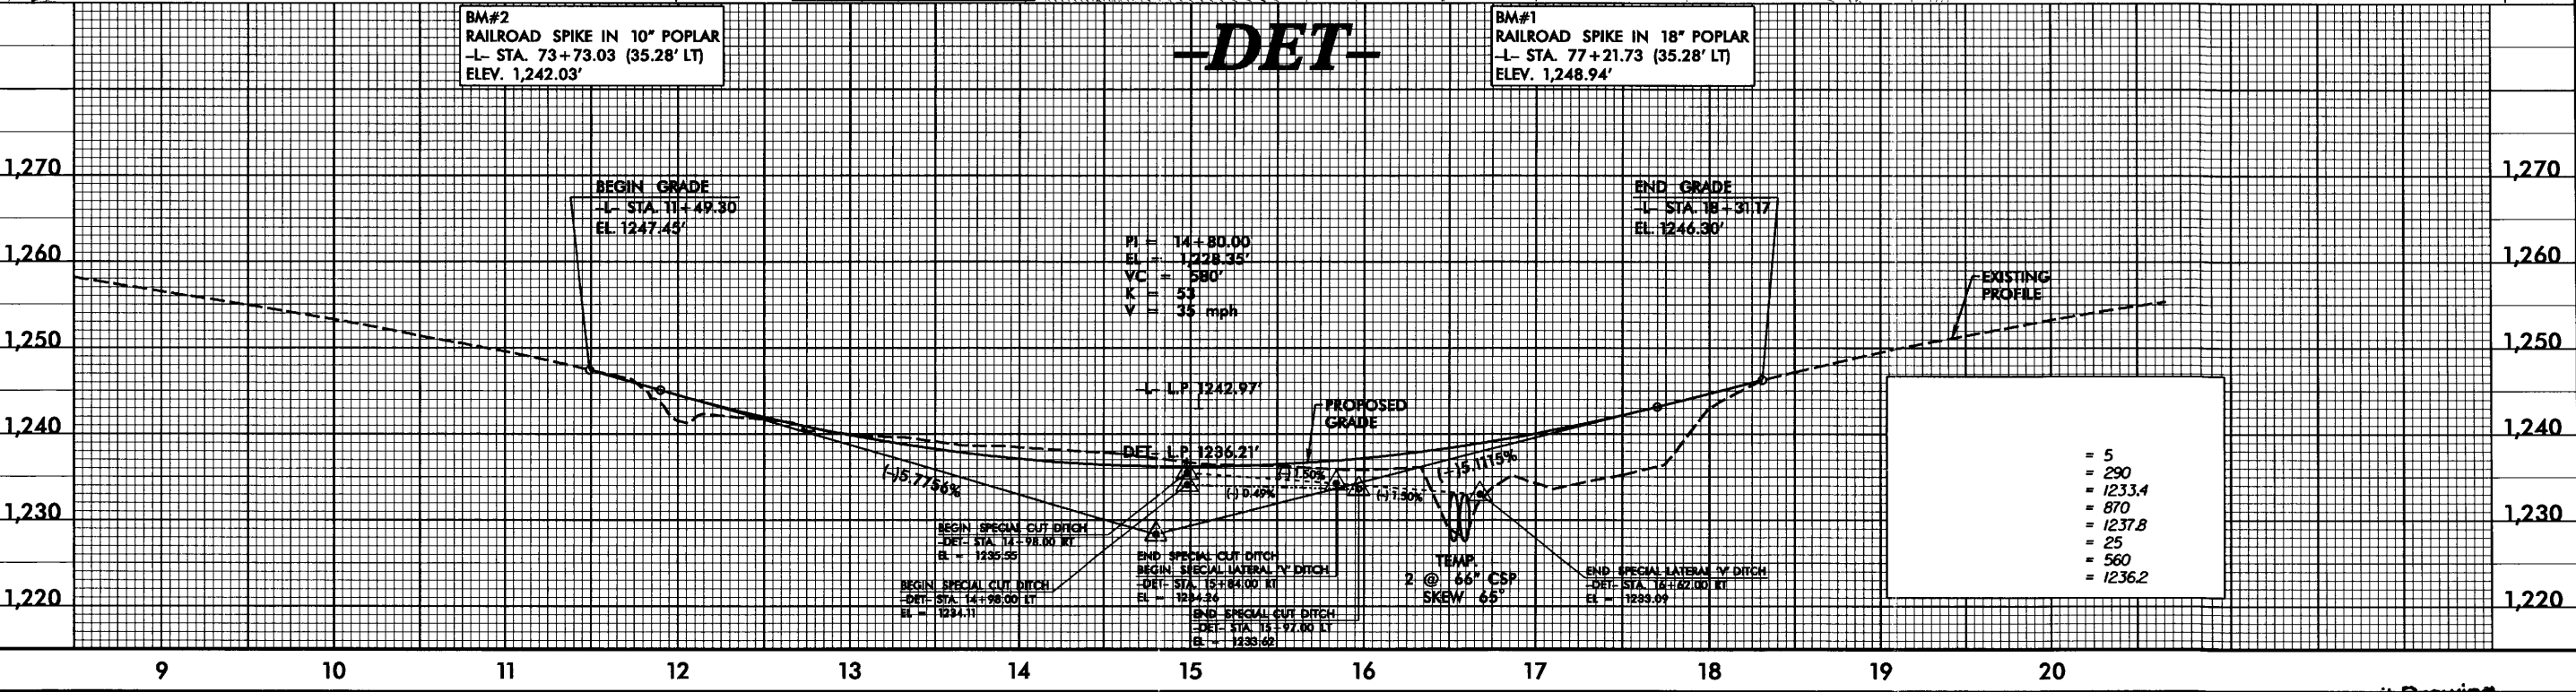 BM#2
RAILROAD SPIKE IN 10" POPLAR
-L- STA. 73+73.03 (35.28' LT)
ELEV. 1,242.03'
-DET-
BM#1
RAILROAD SPIKE IN 18" POPLAR
-L- STA. 77+21.73 (35.28' LT)
ELEV. 1,248.94'
1,270
1,270
BEGIN GRADE
-L- STA. 11+49.30
EL. 1247.45'
END GRADE
-L- STA. 18+31.17
EL. 1246.30'
PI = 14+80.00
EL = 1,228.35'
VC = 580'
K = 53
V = 35 mph
1,260
1,260
EXISTING
PROFILE
1,250
1,250
-L- L.P. 1242.97'
PROPOSED
GRADE
1,240
1,240
DET- L.P. 1236.21'
(-)5.7756%
(-)1.50%
(-)5.1115%
(-) 0.49%
(-) 1.50%
= 5
= 290
= 1233.4
= 870
= 1237.8
= 25
= 560
= 1236.2
1,230
1,230
BEGIN SPECIAL CUT DITCH
-DET- STA. 14+98.00 RT
EL = 1235.55
END SPECIAL CUT DITCH
BEGIN SPECIAL LATERAL 'V' DITCH
-DET- STA. 15+84.00 RT
EL = 1234.26
TEMP.
2 @ 66" CSP
SKEW 65°
END SPECIAL LATERAL 'V' DITCH
-DET- STA. 16+62.00 RT
EL = 1233.09
BEGIN SPECIAL CUT DITCH
-DET- STA. 14+98.00 LT
EL = 1234.11
END SPECIAL CUT DITCH
-DET- STA. 15+97.00 LT
EL = 1233.62
1,220
1,220
9 10 11 12 13 14 15 16 17 18 19 20